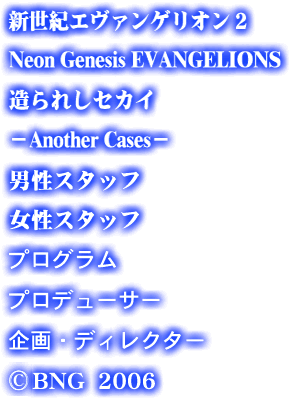 新世紀エヴァンゲリオン２
Neon Genesis EVANGELIONS
造られしセカイ
－Another Cases－
男性スタッフ
女性スタッフ
プログラム
プロデューサー
企画・ディレクター
© BNG 2006